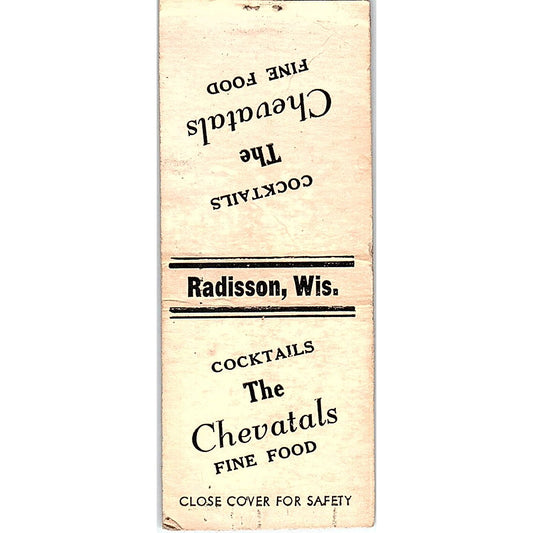 FINE FOOD
Chevatals
The
COCKTAILS
Radisson, Wis.
COCKTAILS
The
Chevatals
FINE FOOD
CLOSE COVER FOR SAFETY